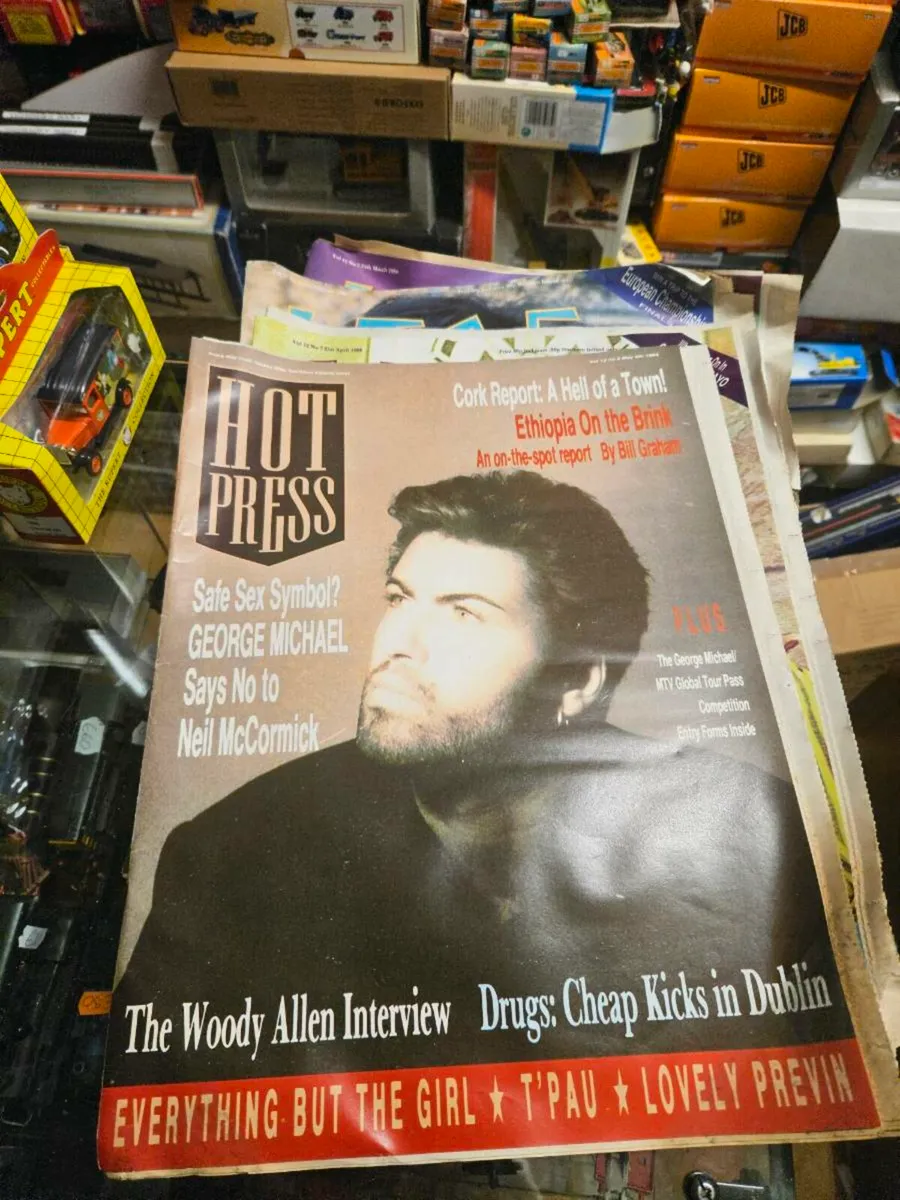 JCB
JCB
JCB
JCB
OXFORD
PERT
European Championship
FINAL
HOT
PRESS
Cork Report: A Hell of a Town!
Ethiopia On the Brink
An on-the-spot report By Bill Graham
Safe Sex Symbol?
GEORGE MICHAEL
Says No to
Neil McCormick
PLUS
The George Michael/
MTV Global Tour Pass
Competition
Entry Forms Inside
The Woody Allen Interview Drugs: Cheap Kicks in Dublin
EVERYTHING BUT THE GIRL ★ T'PAU ★ LOVELY PREVIN